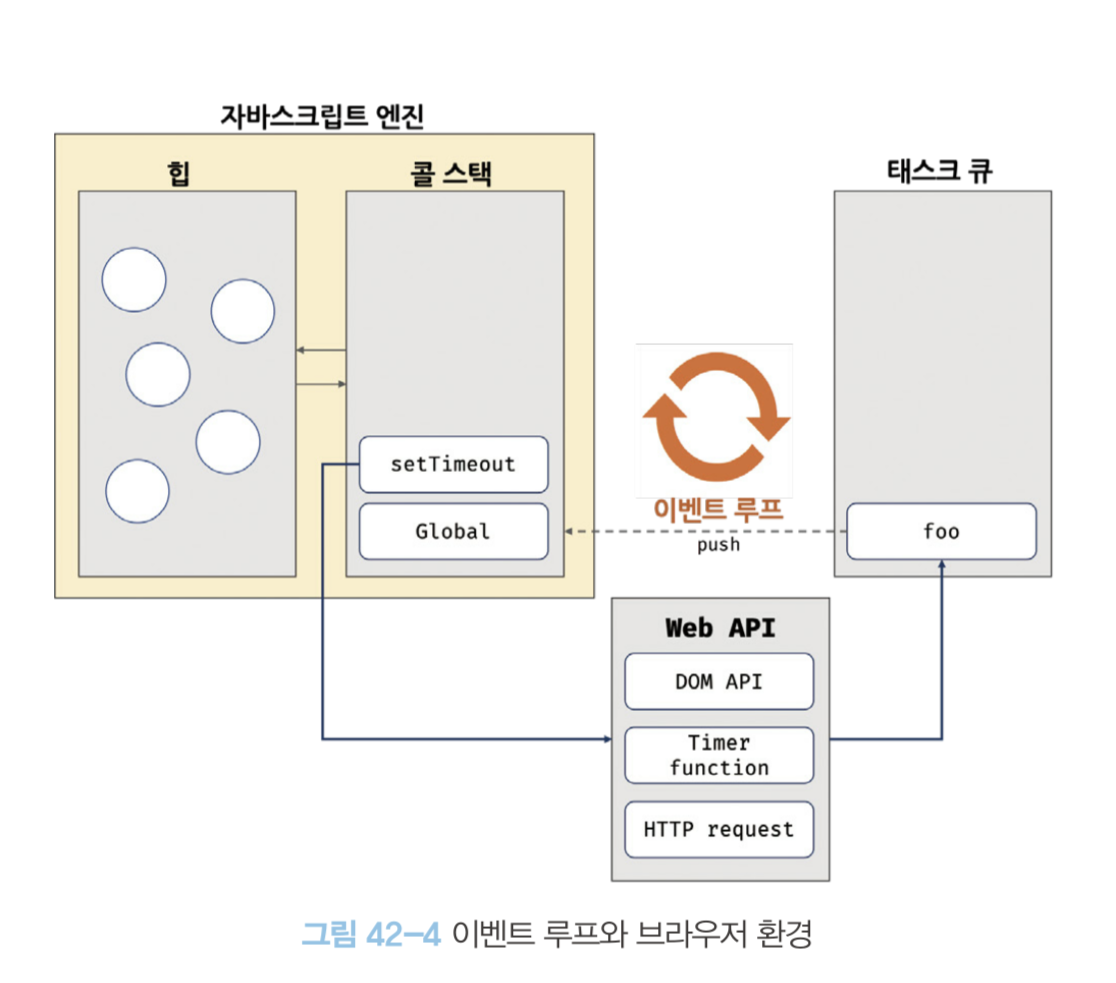 자바스크립트 엔진
힙
콜 스택
태스크 큐
setTimeout
Global
이벤트 루프
push
foo
Web API
DOM API
Timer
function
HTTP request
그림 42-4 이벤트 루프와 브라우저 환경